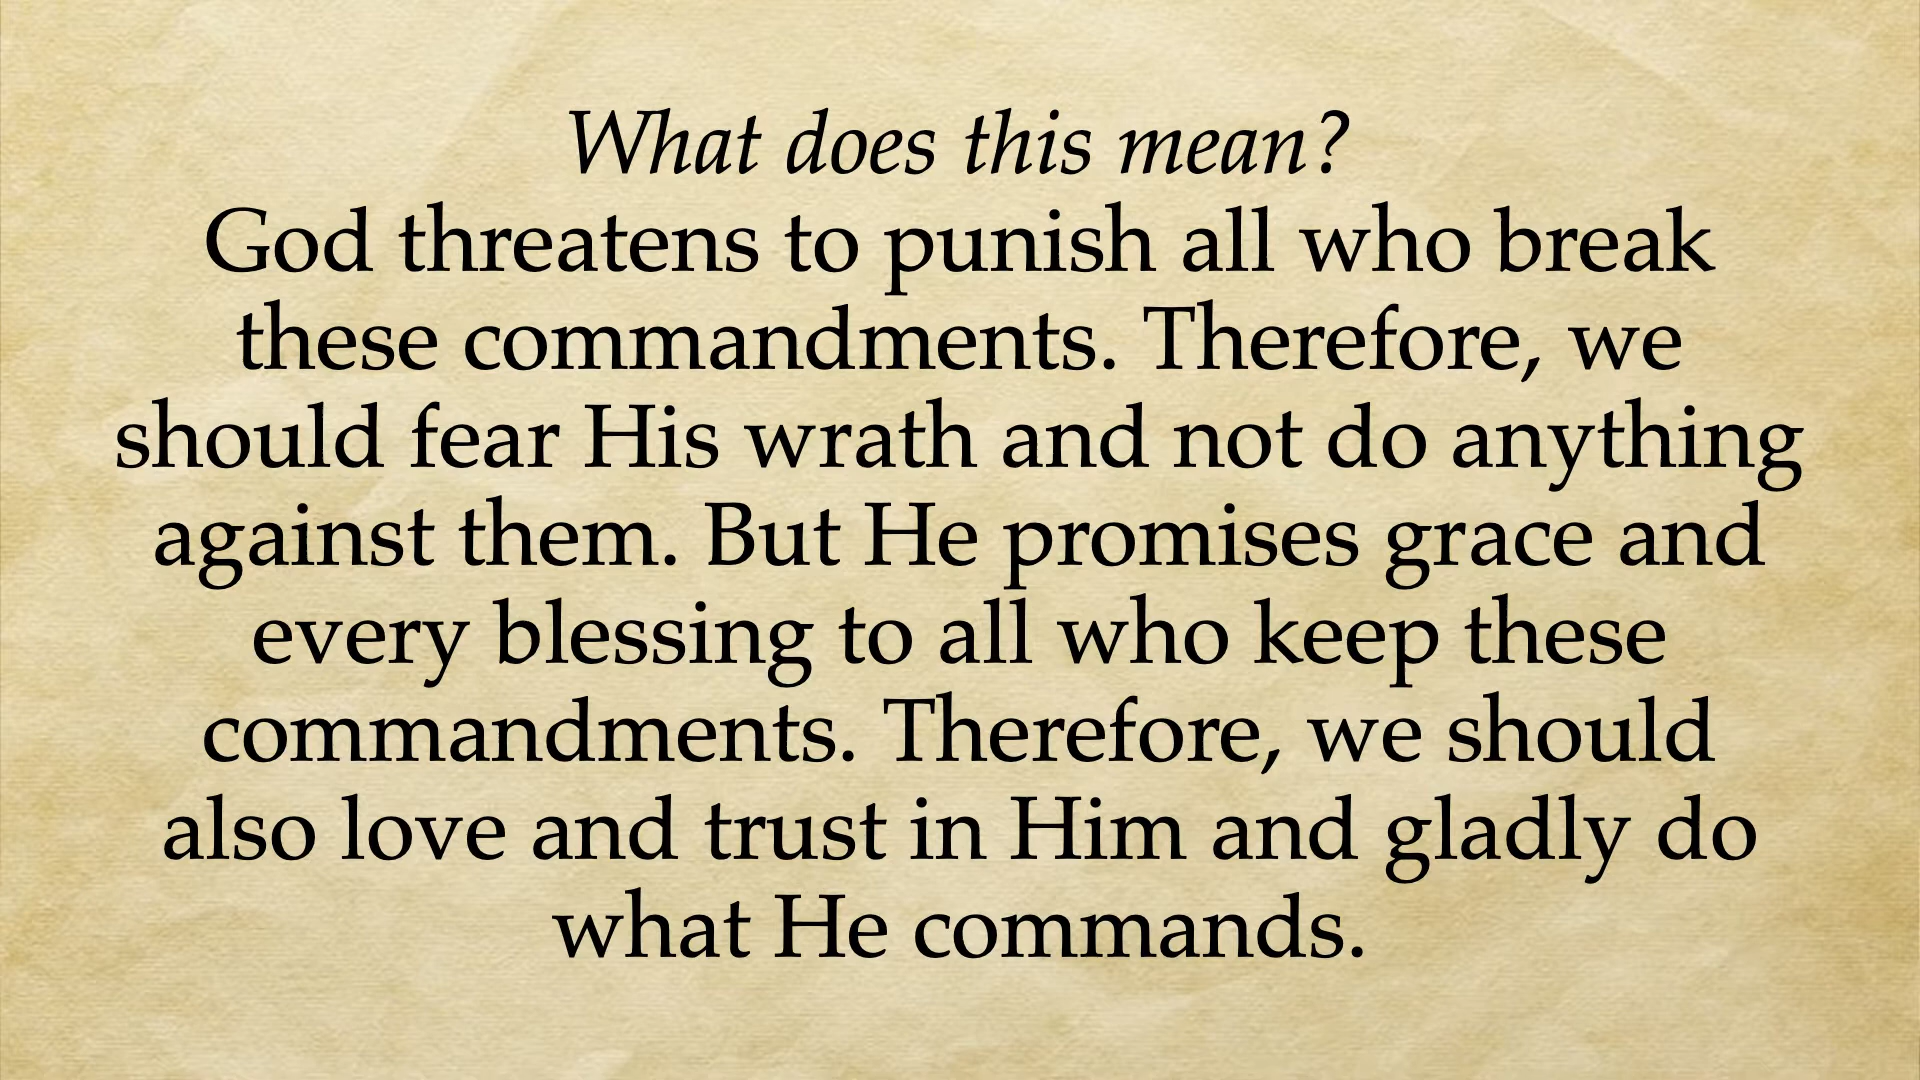 What does this mean?
God threatens to punish all who break
these commandments. Therefore, we
should fear His wrath and not do anything
against them. But He promises grace and
every blessing to all who keep these
commandments. Therefore, we should
also love and trust in Him and gladly do
what He commands.